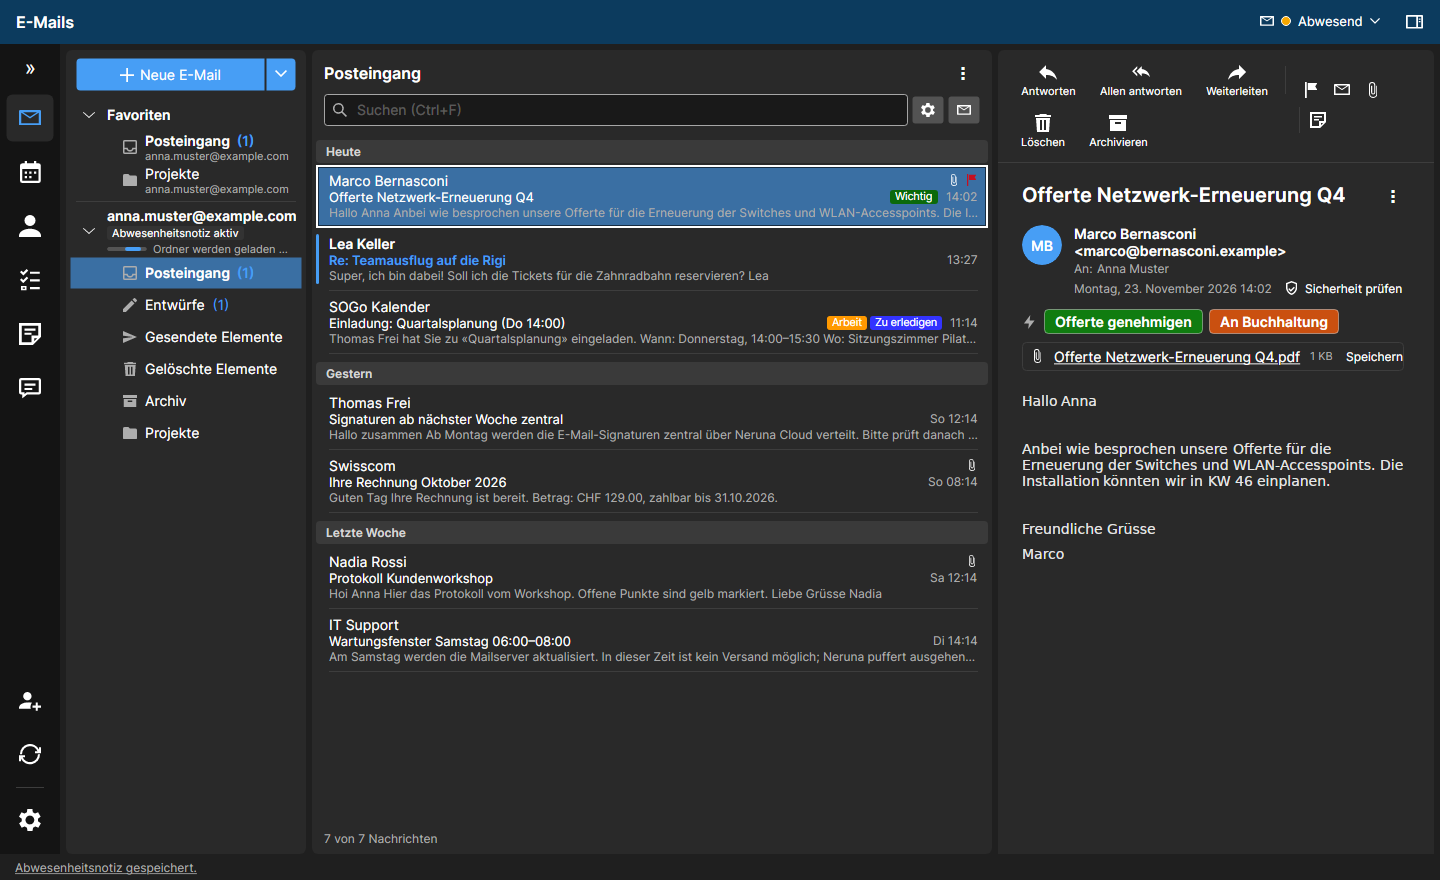 E-Mails
Abwesend
Neue E-Mail
Favoriten
Posteingang (1)
anna.muster@example.com
Projekte
anna.muster@example.com
anna.muster@example.com
Abwesenheitsnotiz aktiv
Ordner werden geladen ...
Posteingang (1)
Entwürfe (1)
Gesendete Elemente
Gelöschte Elemente
Archiv
Projekte
Posteingang
Suchen (Ctrl+F)
Heute
Marco Bernasconi
Offerte Netzwerk-Erneuerung Q4 Wichtig 14:02
Hallo Anna Anbei wie besprochen unsere Offerte für die Erneuerung der Switches und WLAN-Accesspoints. Die I...
Lea Keller
Re: Teamausflug auf die Rigi 13:27
Super, ich bin dabei! Soll ich die Tickets für die Zahnradbahn reservieren? Lea
SOGo Kalender
Einladung: Quartalsplanung (Do 14:00) Arbeit Zu erledigen 11:14
Thomas Frei hat Sie zu «Quartalsplanung» eingeladen. Wann: Donnerstag, 14:00–15:30 Wo: Sitzungszimmer Pilat...
Gestern
Thomas Frei
Signaturen ab nächster Woche zentral So 12:14
Hallo zusammen Ab Montag werden die E-Mail-Signaturen zentral über Neruna Cloud verteilt. Bitte prüft danach ...
Swisscom
Ihre Rechnung Oktober 2026 So 08:14
Guten Tag Ihre Rechnung ist bereit. Betrag: CHF 129.00, zahlbar bis 31.10.2026.
Letzte Woche
Nadia Rossi
Protokoll Kundenworkshop Sa 12:14
Hoi Anna Hier das Protokoll vom Workshop. Offene Punkte sind gelb markiert. Liebe Grüsse Nadia
IT Support
Wartungsfenster Samstag 06:00–08:00 Di 14:14
Am Samstag werden die Mailserver aktualisiert. In dieser Zeit ist kein Versand möglich; Neruna puffert ausgehen...
7 von 7 Nachrichten
Antworten Allen antworten Weiterleiten
Löschen Archivieren
Offerte Netzwerk-Erneuerung Q4
MB
Marco Bernasconi
<marco@bernasconi.example>
An: Anna Muster
Montag, 23. November 2026 14:02 Sicherheit prüfen
Offerte genehmigen An Buchhaltung
Offerte Netzwerk-Erneuerung Q4.pdf 1 KB Speichern
Hallo Anna
Anbei wie besprochen unsere Offerte für die
Erneuerung der Switches und WLAN-Accesspoints. Die
Installation könnten wir in KW 46 einplanen.
Freundliche Grüsse
Marco
Abwesenheitsnotiz gespeichert.